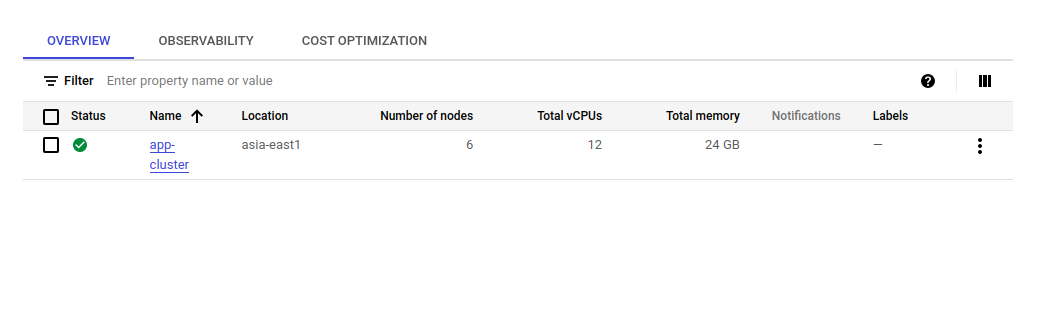 OVERVIEW OBSERVABILITY COST OPTIMIZATION
Filter Enter property name or value
Status Name Location Number of nodes Total vCPUs Total memory Notifications Labels
app- asia-east1 6 12 24 GB —
cluster